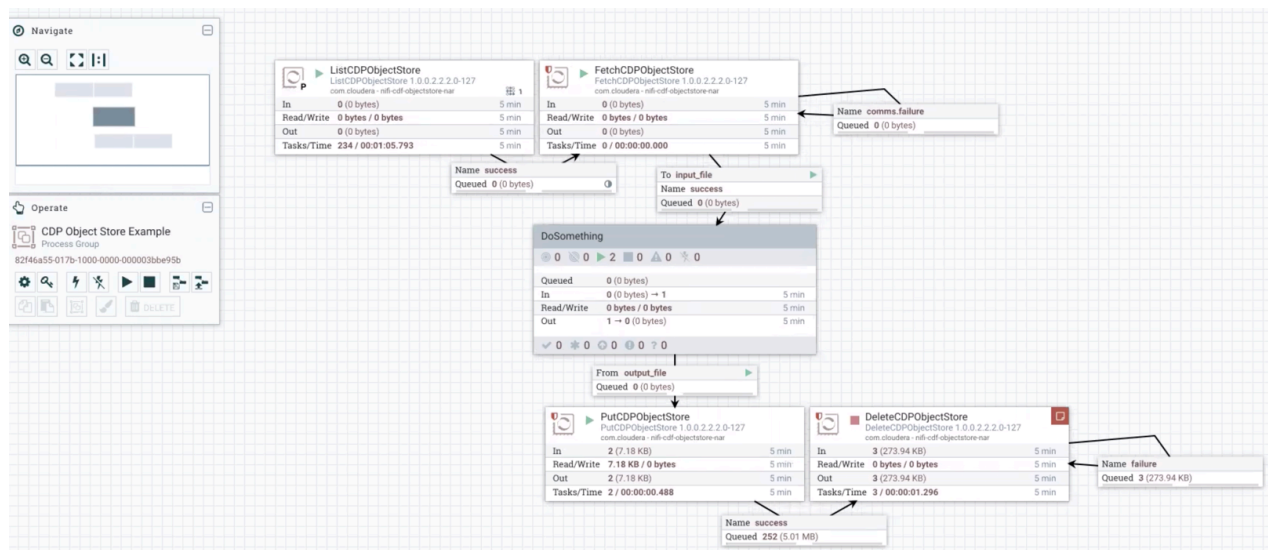 Navigate
ListCDPObjectStore
ListCDPObjectStore 1.0.0.2.2.2.0-127
com.cloudera - nifi-cdf-objectstore-nar
P
1
In 0 (0 bytes) 5 min
Read/Write 0 bytes / 0 bytes 5 min
Out 0 (0 bytes) 5 min
Tasks/Time 234 / 00:01:05.793 5 min
FetchCDPObjectStore
FetchCDPObjectStore 1.0.0.2.2.2.0-127
com.cloudera - nifi-cdf-objectstore-nar
In 0 (0 bytes) 5 min
Read/Write 0 bytes / 0 bytes 5 min
Out 0 (0 bytes) 5 min
Tasks/Time 0 / 00:00:00.000 5 min
Name comms.failure
Queued 0 (0 bytes)
Name success
Queued 0 (0 bytes)
To input_file
Name success
Queued 0 (0 bytes)
Operate
CDP Object Store Example
Process Group
82f46a55-017b-1000-0000-000003bbe95b
DELETE
DoSomething
0 0 2 0 0 0
Queued 0 (0 bytes)
In 0 (0 bytes) → 1 5 min
Read/Write 0 bytes / 0 bytes 5 min
Out 1 → 0 (0 bytes) 5 min
0 0 0 0 ? 0
From output_file
Queued 0 (0 bytes)
PutCDPObjectStore
PutCDPObjectStore 1.0.0.2.2.2.0-127
com.cloudera - nifi-cdf-objectstore-nar
In 2 (7.18 KB) 5 min
Read/Write 7.18 KB / 0 bytes 5 min
Out 2 (7.18 KB) 5 min
Tasks/Time 2 / 00:00:00.488 5 min
DeleteCDPObjectStore
DeleteCDPObjectStore 1.0.0.2.2.2.0-127
com.cloudera - nifi-cdf-objectstore-nar
In 3 (273.94 KB) 5 min
Read/Write 0 bytes / 0 bytes 5 min
Out 3 (273.94 KB) 5 min
Tasks/Time 3 / 00:00:01.296 5 min
Name failure
Queued 3 (273.94 KB)
Name success
Queued 252 (5.01 MB)